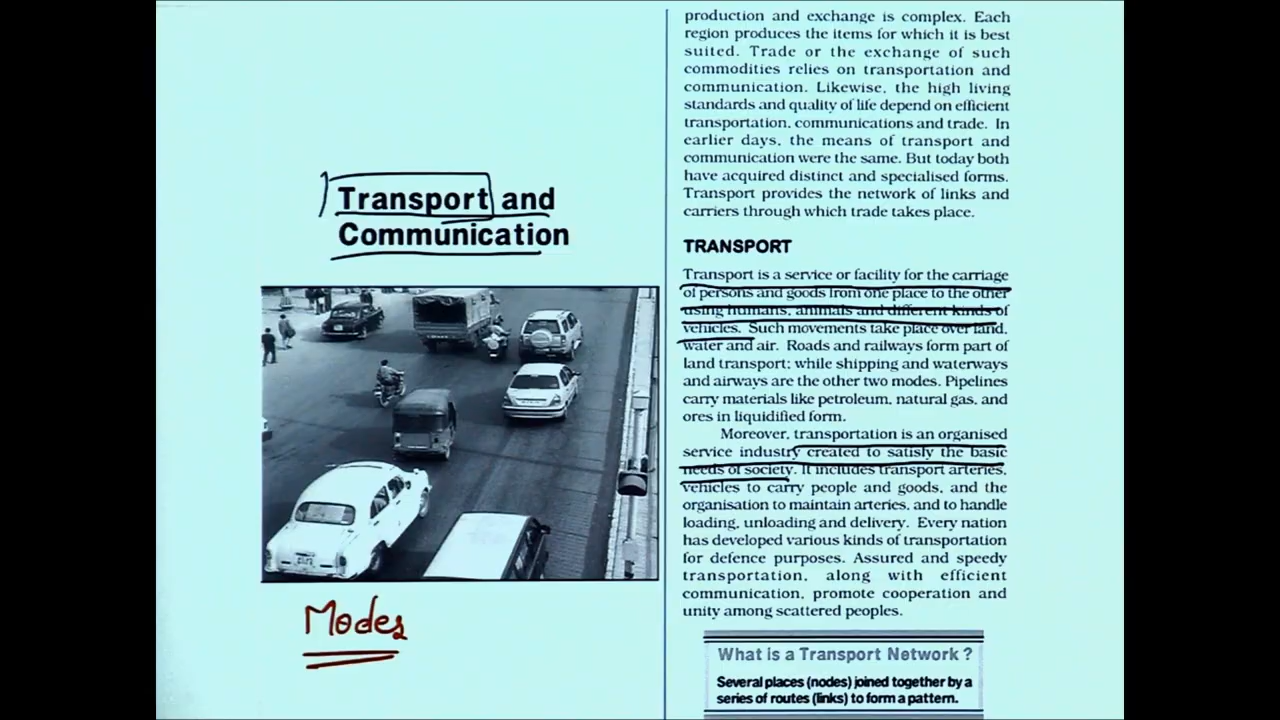 Transport and
Communication
Modes
production and exchange is complex. Each
region produces the items for which it is best
suited. Trade or the exchange of such
commodities relies on transportation and
communication. Likewise, the high living
standards and quality of life depend on efficient
transportation, communications and trade. In
earlier days, the means of transport and
communication were the same. But today both
have acquired distinct and specialised forms.
Transport provides the network of links and
carriers through which trade takes place.
TRANSPORT
Transport is a service or facility for the carriage
of persons and goods from one place to the other
using humans, animals and different kinds of
vehicles. Such movements take place over land,
water and air. Roads and railways form part of
land transport; while shipping and waterways
and airways are the other two modes. Pipelines
carry materials like petroleum, natural gas, and
ores in liquidified form.
Moreover, transportation is an organised
service industry created to satisfy the basic
needs of society. It includes transport arteries,
vehicles to carry people and goods, and the
organisation to maintain arteries, and to handle
loading, unloading and delivery. Every nation
has developed various kinds of transportation
for defence purposes. Assured and speedy
transportation, along with efficient
communication, promote cooperation and
unity among scattered peoples.
What is a Transport Network ?
Several places (nodes) joined together by a
series of routes (links) to form a pattern.